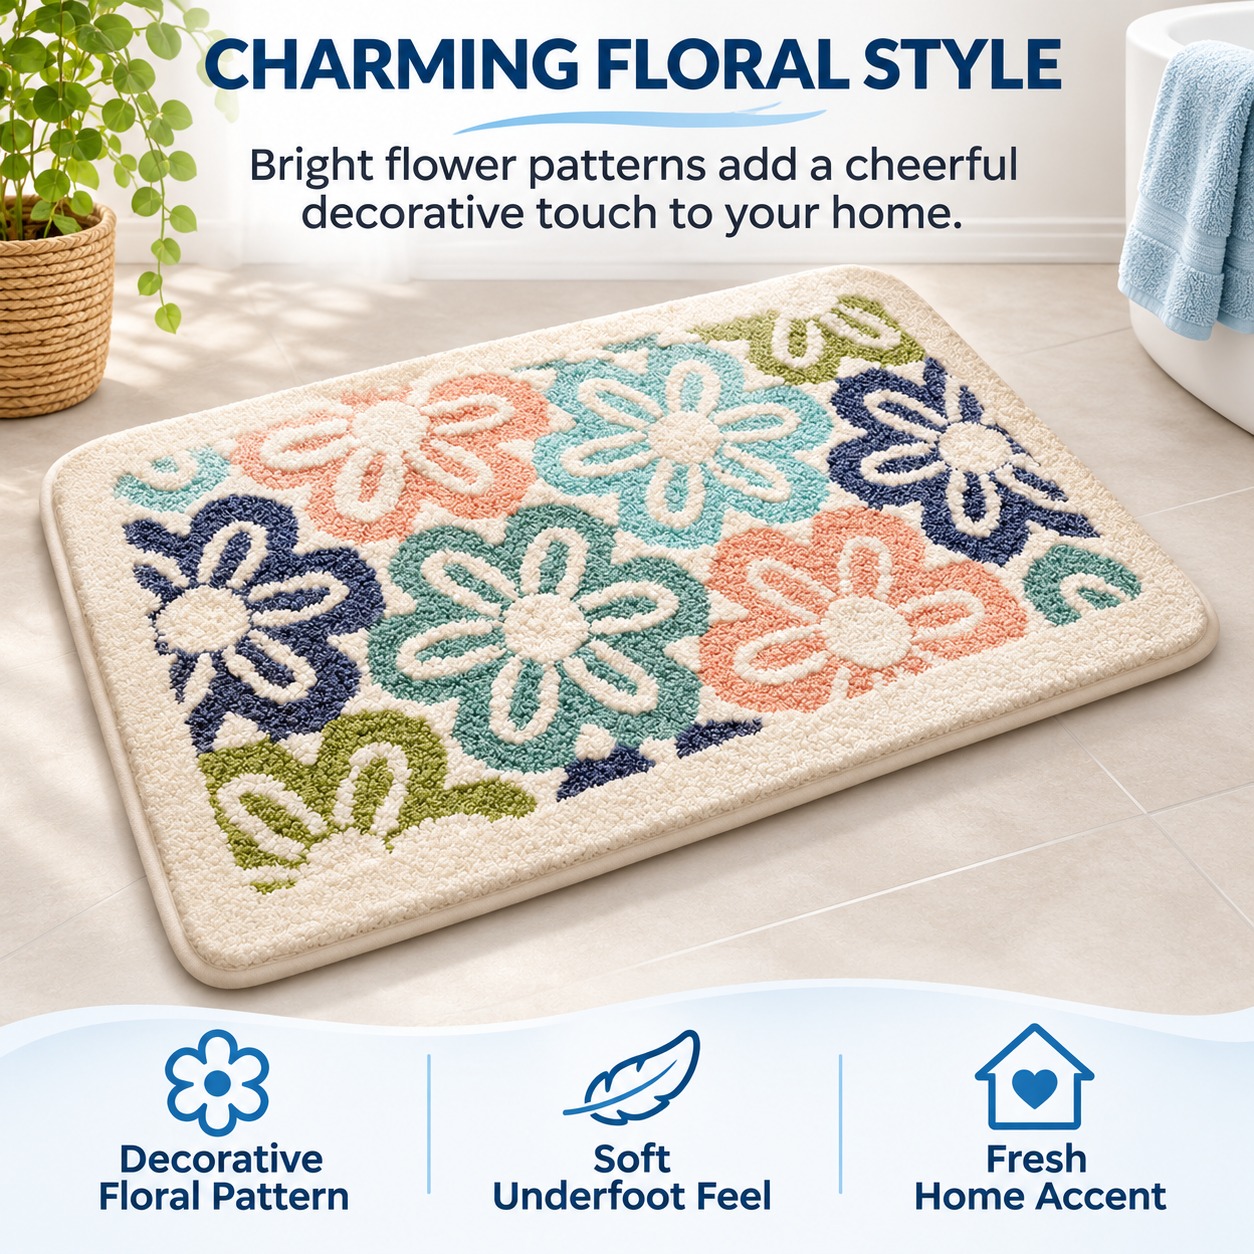 CHARMING FLORAL STYLE
Bright flower patterns add a cheerful
decorative touch to your home.
Decorative
Floral Pattern
Soft
Underfoot Feel
Fresh
Home Accent